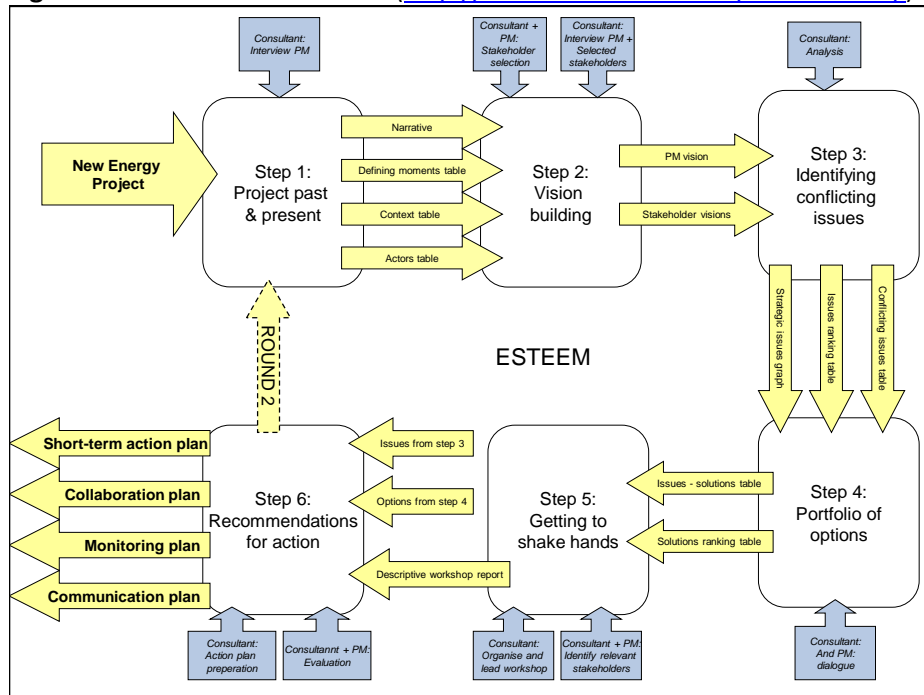 Consultant:
Interview PM
Consultant +
PM:
Stakeholder
selection
Consultant:
Interview PM +
Selected
stakeholders
Consultant:
Analysis
New Energy
Project
Step 1:
Project past
& present
Narrative
Defining moments table
Context table
Actors table
Step 2:
Vision
building
PM vision
Stakeholder visions
Step 3:
Identifying
conflicting
issues
Strategic issues graph
Issues ranking table
Conflicting issues table
ROUND 2
ESTEEM
Short-term action plan
Collaboration plan
Monitoring plan
Communication plan
Step 6:
Recommendations
for action
Issues from step 3
Options from step 4
Descriptive workshop report
Step 5:
Getting to
shake hands
Issues - solutions table
Solutions ranking table
Step 4:
Portfolio of
options
Consultant:
Action plan
preperation
Consultannt + PM:
Evaluation
Consultant:
Organise and
lead workshop
Consultant + PM:
Identify relevant
stakeholders
Consultant:
And PM:
dialogue